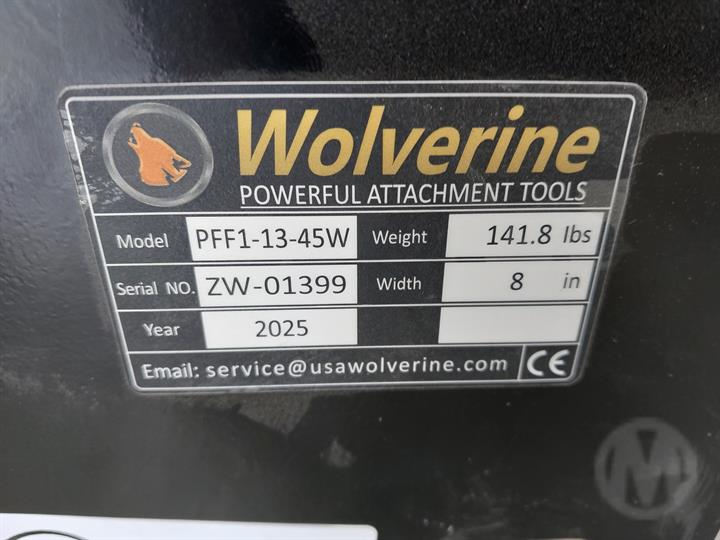 Wolverine
POWERFUL ATTACHMENT TOOLS
Model PFF1-13-45W Weight 141.8 lbs
Serial NO. ZW-01399 Width 8 in
Year 2025
Email: service@usawolverine.com CE
M